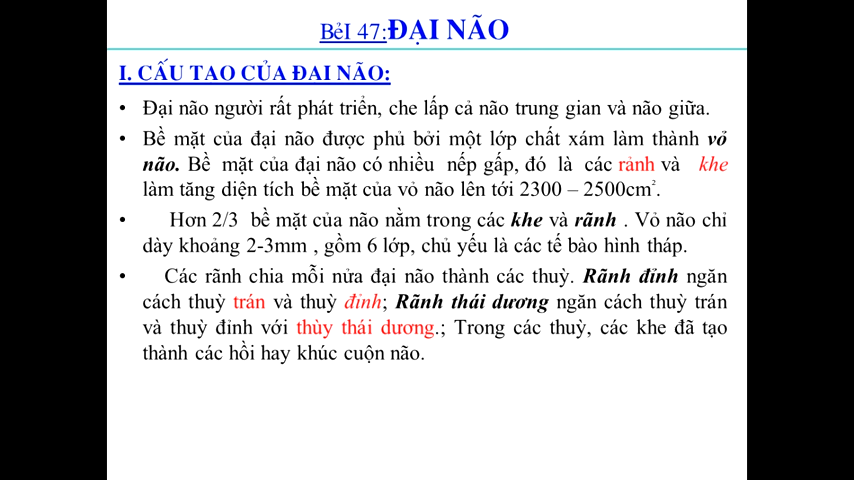 BẻI 47:ĐẠI NÃO
I. CẤU TẠO CỦA ĐẠI NÃO:
• Đại não người rất phát triển, che lấp cả não trung gian và não giữa.
• Bề mặt của đại não được phủ bởi một lớp chất xám làm thành vỏ
não. Bề mặt của đại não có nhiều nếp gấp, đó là các rảnh và khe
làm tăng diện tích bề mặt của vỏ não lên tới 2300 – 2500cm².
• Hơn 2/3 bề mặt của não nằm trong các khe và rãnh . Vỏ não chỉ
dày khoảng 2-3mm , gồm 6 lớp, chủ yếu là các tế bào hình tháp.
• Các rãnh chia mỗi nửa đại não thành các thuỳ. Rãnh đỉnh ngăn
cách thuỳ trán và thuỳ đỉnh; Rãnh thái dương ngăn cách thuỳ trán
và thuỳ đỉnh với thùy thái dương.; Trong các thuỳ, các khe đã tạo
thành các hồi hay khúc cuộn não.